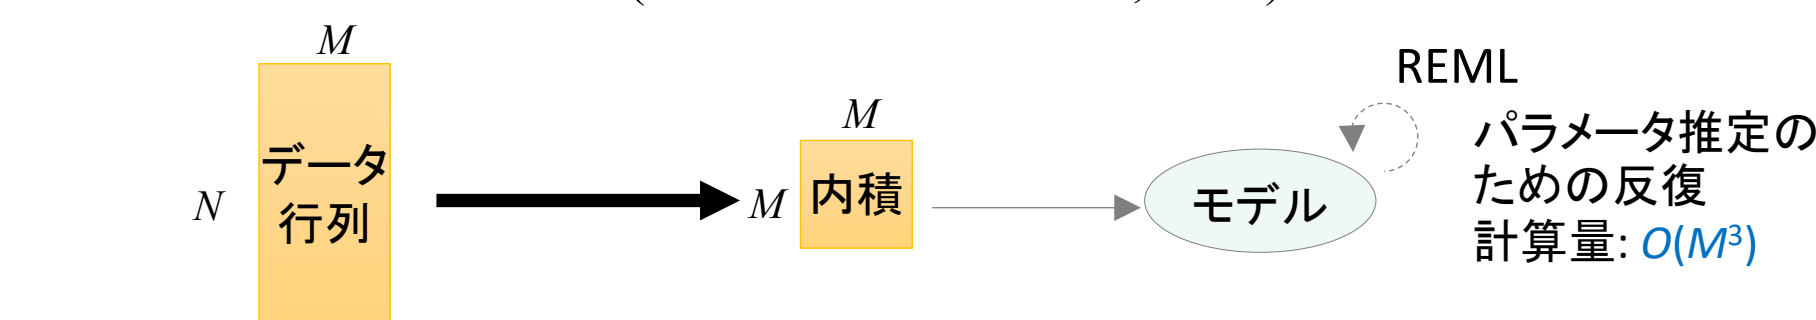 M
REML
M
データ
行列
N
M
内積
モデル
パラメータ推定の
ための反復
計算量: O(M³)